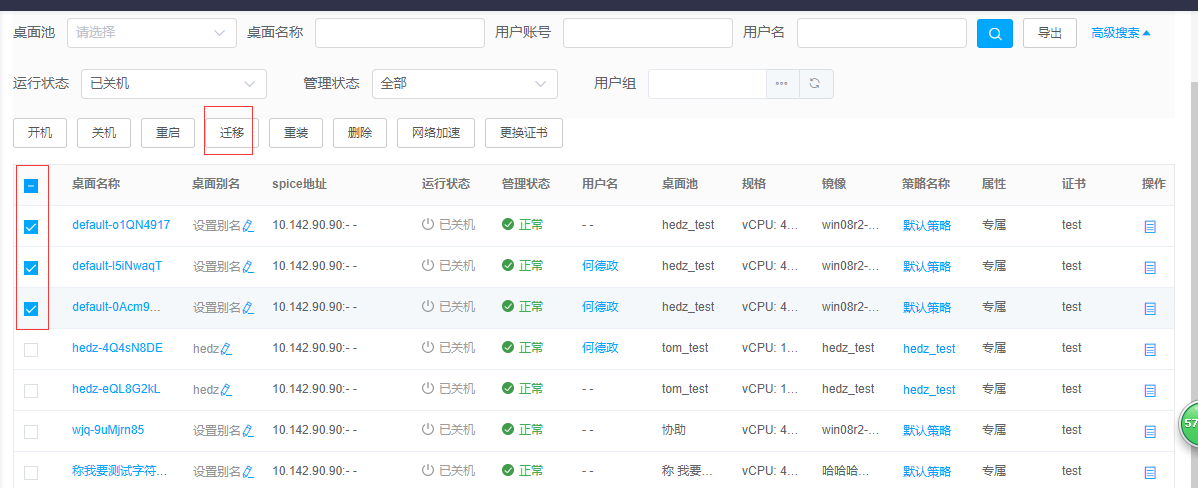 桌面池 请选择 桌面名称 用户账号 用户名 导出 高级搜索
运行状态 已关机 管理状态 全部 用户组
开机 关机 重启 迁移 重装 删除 网络加速 更换证书
桌面名称 桌面别名 spice地址 运行状态 管理状态 用户名 桌面池 规格 镜像 策略名称 属性 证书 操作
default-o1QN4917 设置别名 10.142.90.90:- - 已关机 正常 - - hedz_test vCPU: 4... win08r2-... 默认策略 专属 test
default-l5iNwaqT 设置别名 10.142.90.90:- - 已关机 正常 何德政 hedz_test vCPU: 4... win08r2-... 默认策略 专属 test
default-0Acm9... 设置别名 10.142.90.90:- - 已关机 正常 何德政 hedz_test vCPU: 4... win08r2-... 默认策略 专属 test
hedz-4Q4sN8DE hedz 10.142.90.90:- - 已关机 正常 何德政 tom_test vCPU: 1... hedz_test hedz_test 专属 test
hedz-eQL8G2kL hedz 10.142.90.90:- - 已关机 正常 - - tom_test vCPU: 1... hedz_test hedz_test 专属 test
wjq-9uMjrn85 设置别名 10.142.90.90:- - 已关机 正常 - - 协助 vCPU: 4... win08r2-... 默认策略 专属 test
称我要测试字符... 设置别名 10.142.90.90:- - 已关机 正常 - - 称 我要... vCPU: 4... 哈哈哈... 默认策略 专属 test